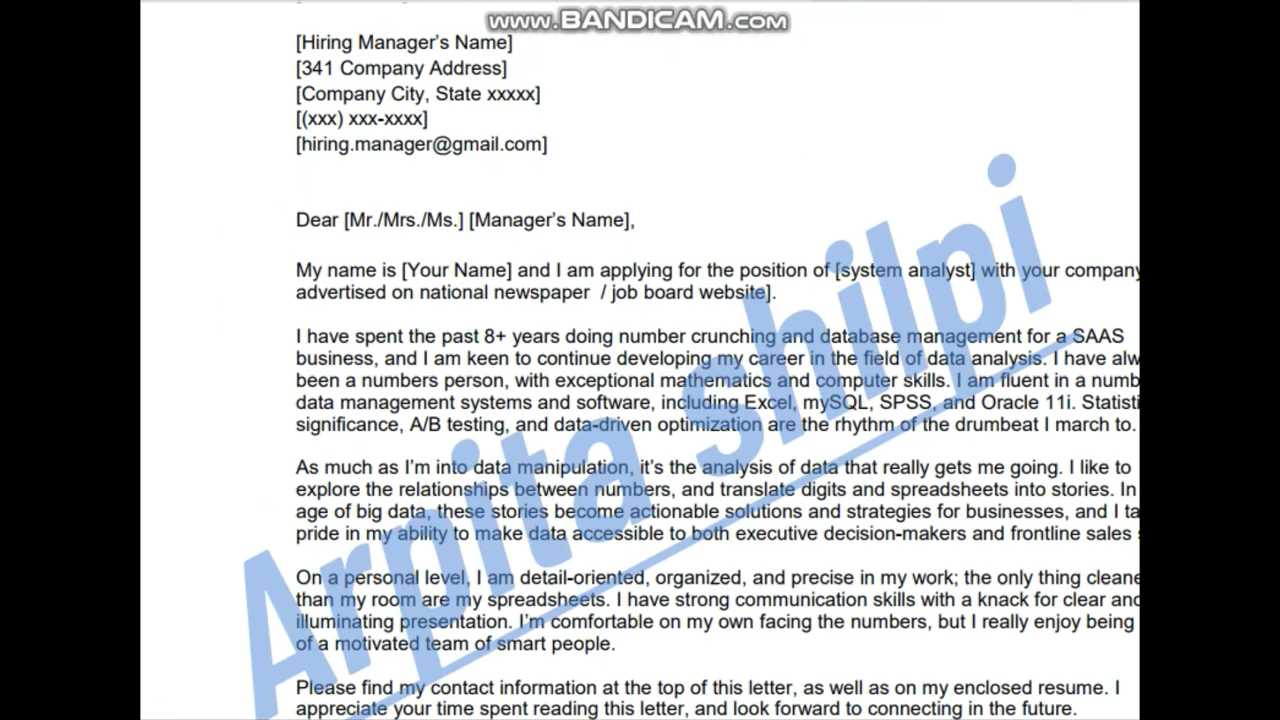 www.BANDICAM.com
[Hiring Manager's Name]
[341 Company Address]
[Company City, State xxxxx]
[(xxx) xxx-xxxx]
[hiring.manager@gmail.com]
Dear [Mr./Mrs./Ms.] [Manager's Name],
My name is [Your Name] and I am applying for the position of [system analyst] with your company
advertised on national newspaper / job board website].
I have spent the past 8+ years doing number crunching and database management for a SAAS
business, and I am keen to continue developing my career in the field of data analysis. I have
been a numbers person, with exceptional mathematics and computer skills. I am fluent in a
data management systems and software, including Excel, mySQL, SPSS, and Oracle 11i.
significance, A/B testing, and data-driven optimization are the rhythm of the drumbeat I march to.
As much as I'm into data manipulation, it's the analysis of data that really gets me going. I like to
explore the relationships between numbers, and translate digits and spreadsheets into stories. In
age of big data, these stories become actionable solutions and strategies for businesses, and I
pride in my ability to make data accessible to both executive decision-makers and frontline sales
On a personal level, I am detail-oriented, organized, and precise in my work; the only thing
than my room are my spreadsheets. I have strong communication skills with a knack for clear and
illuminating presentation. I'm comfortable on my own facing the numbers, but I really enjoy being
of a motivated team of smart people.
Please find my contact information at the top of this letter, as well as on my enclosed resume. I
appreciate your time spent reading this letter, and look forward to connecting in the future.
Arpita shilpi